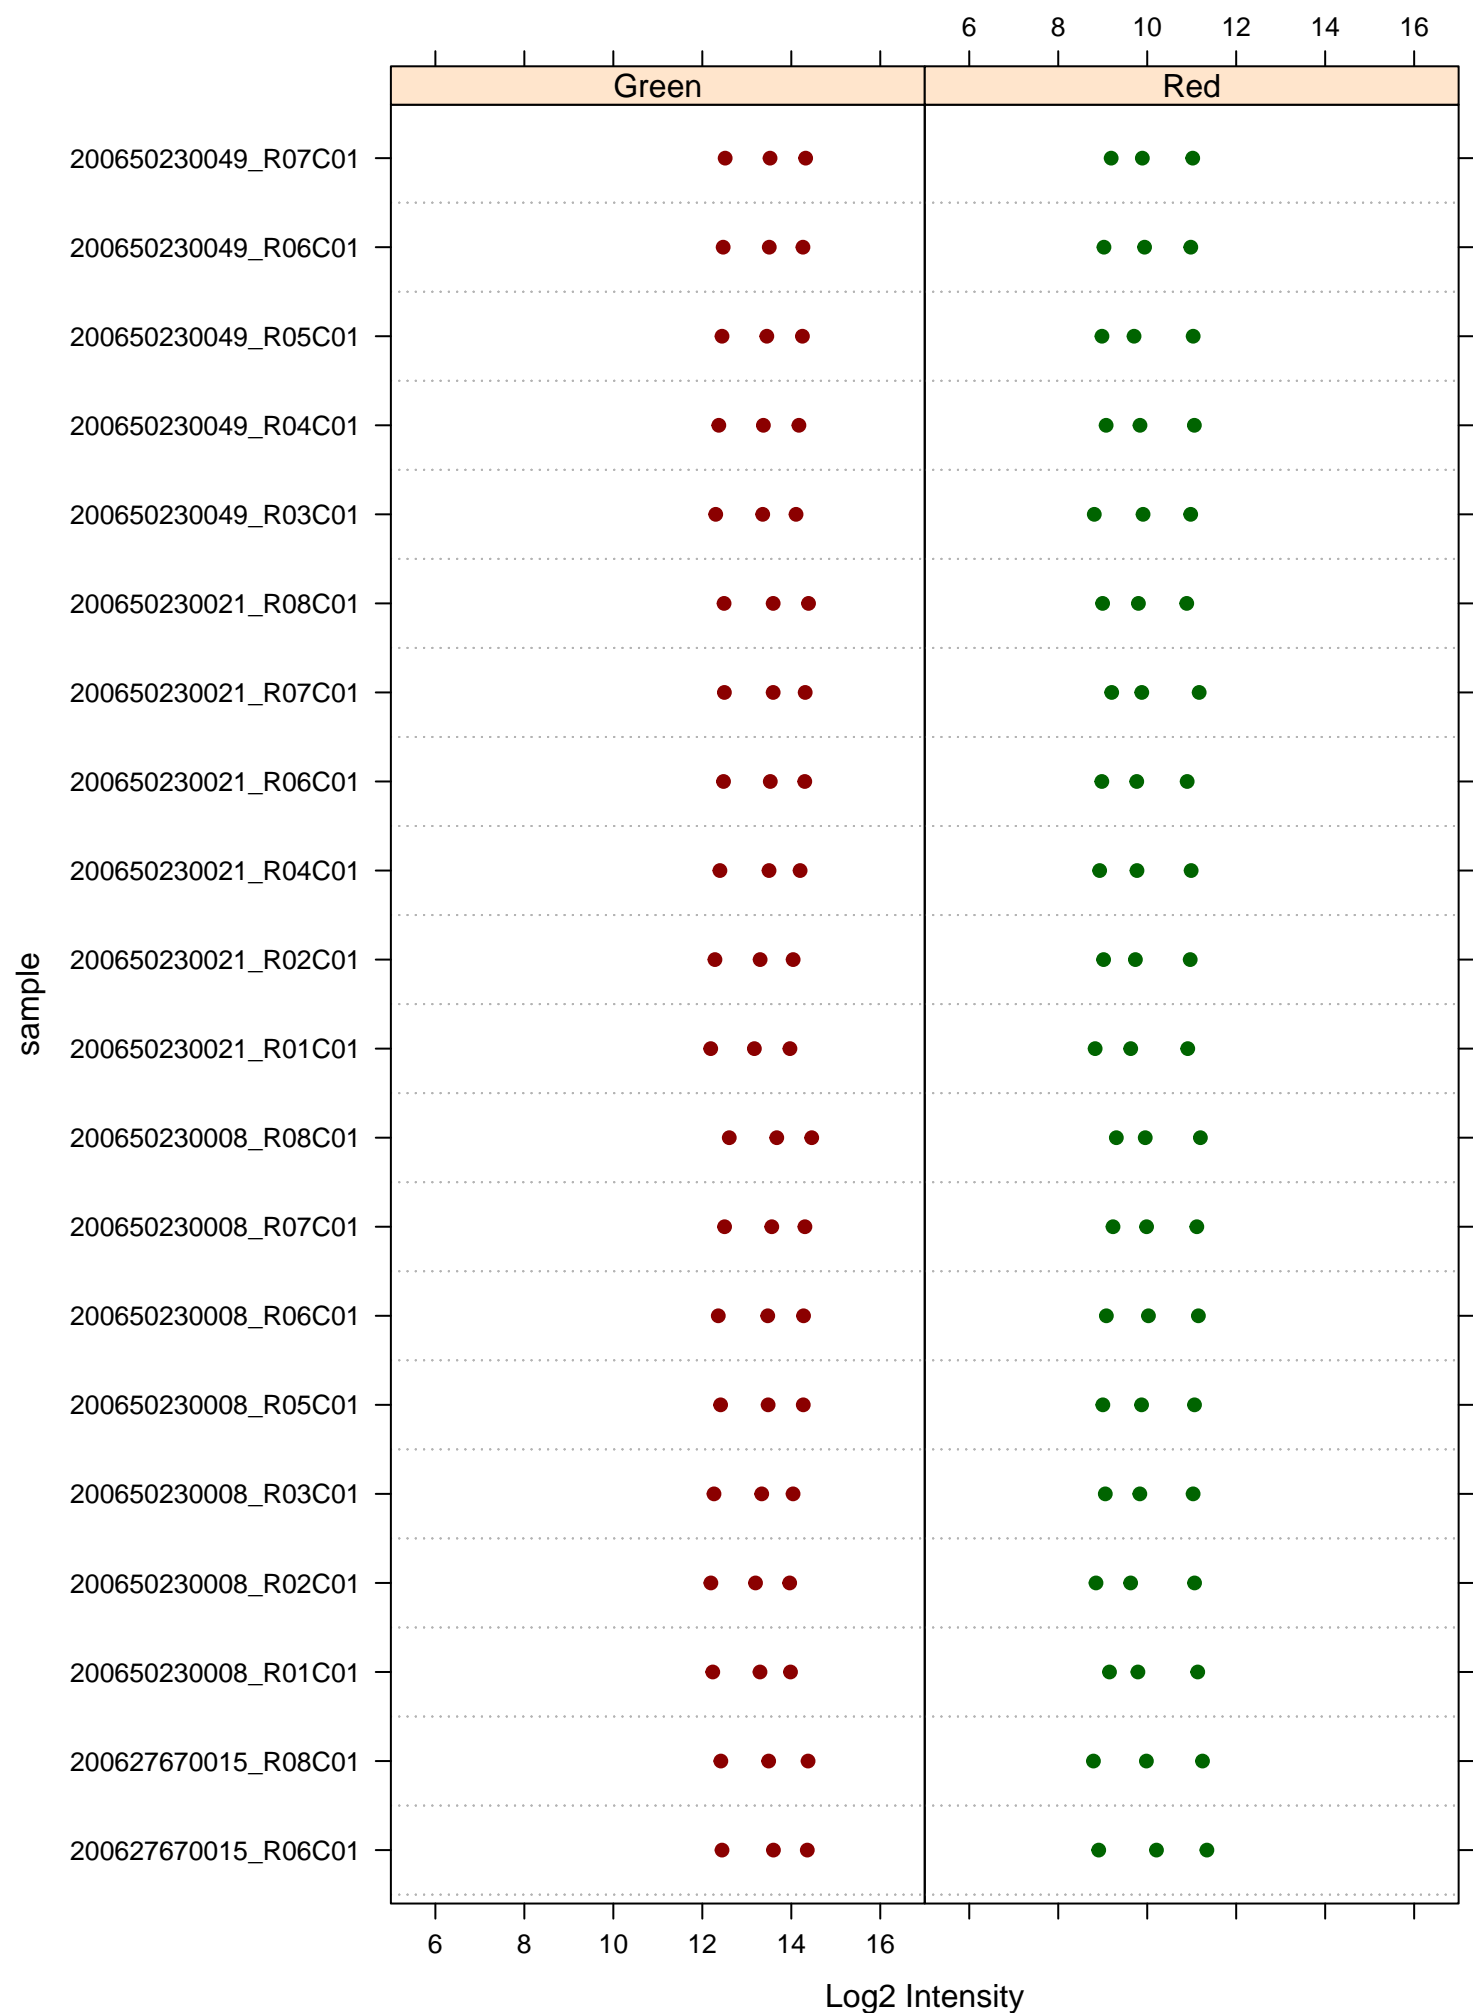 6 8 10 12 14 16
Green Red
200650230049_R07C01
200650230049_R06C01
200650230049_R05C01
200650230049_R04C01
200650230049_R03C01
200650230021_R08C01
200650230021_R07C01
200650230021_R06C01
200650230021_R04C01
200650230021_R02C01
sample
200650230021_R01C01
200650230008_R08C01
200650230008_R07C01
200650230008_R06C01
200650230008_R05C01
200650230008_R03C01
200650230008_R02C01
200650230008_R01C01
200627670015_R08C01
200627670015_R06C01
6 8 10 12 14 16
Log2 Intensity